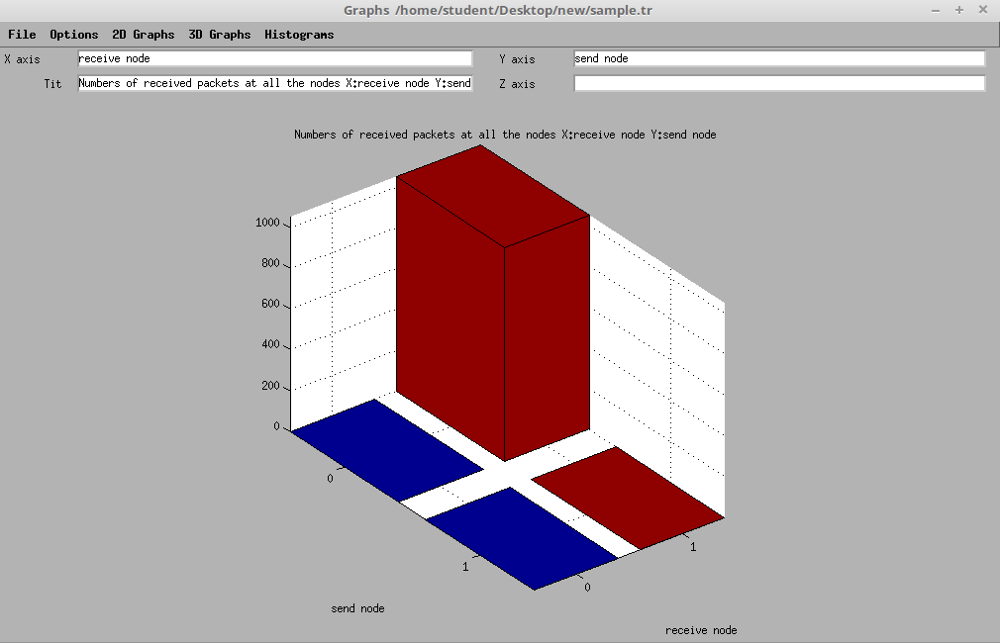 Graphs /home/student/Desktop/new/sample.tr
File Options 2D Graphs 3D Graphs Histograms
X axis receive node Y axis send node
Tit Numbers of received packets at all the nodes X:receive node Y:send Z axis
Numbers of received packets at all the nodes X:receive node Y:send node
1000
800
600
400
200
0
0
1
1
0
send node
receive node